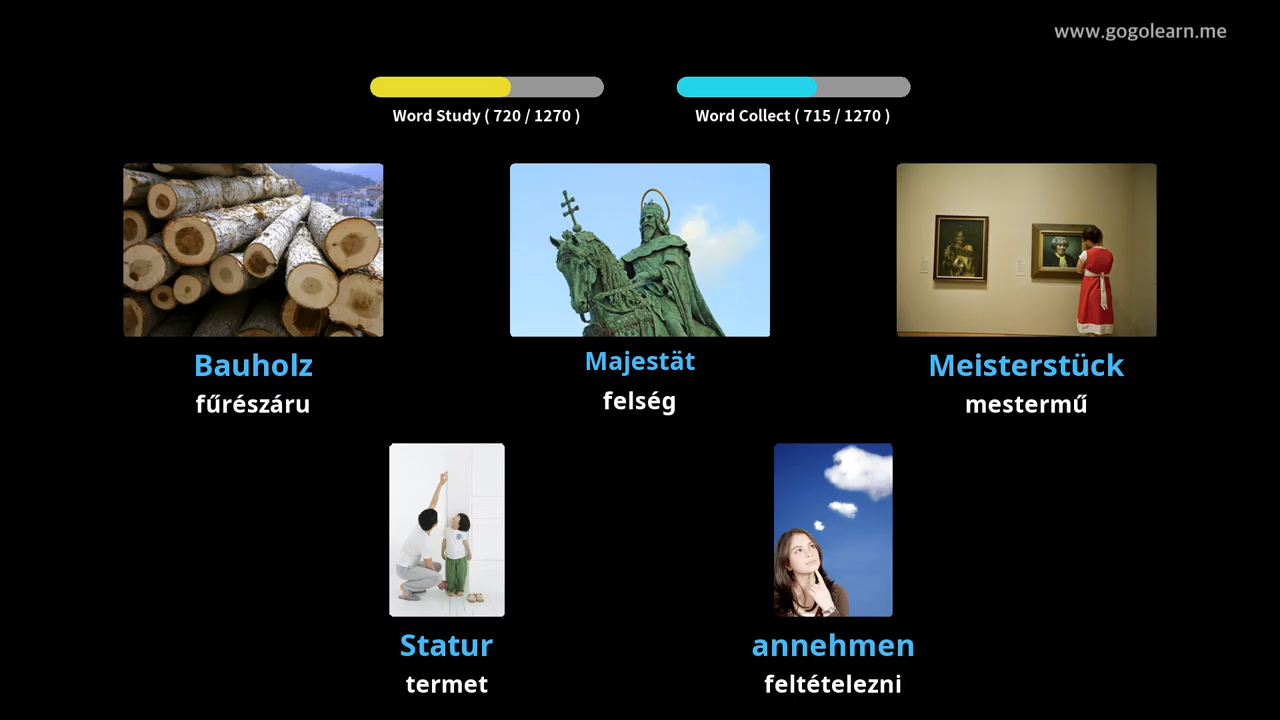 www.gogolearn.me
Word Study ( 720 / 1270 )
Word Collect ( 715 / 1270 )
Bauholz
fűrészáru
Majestät
felség
Meisterstück
mestermű
Statur
termet
annehmen
feltételezni